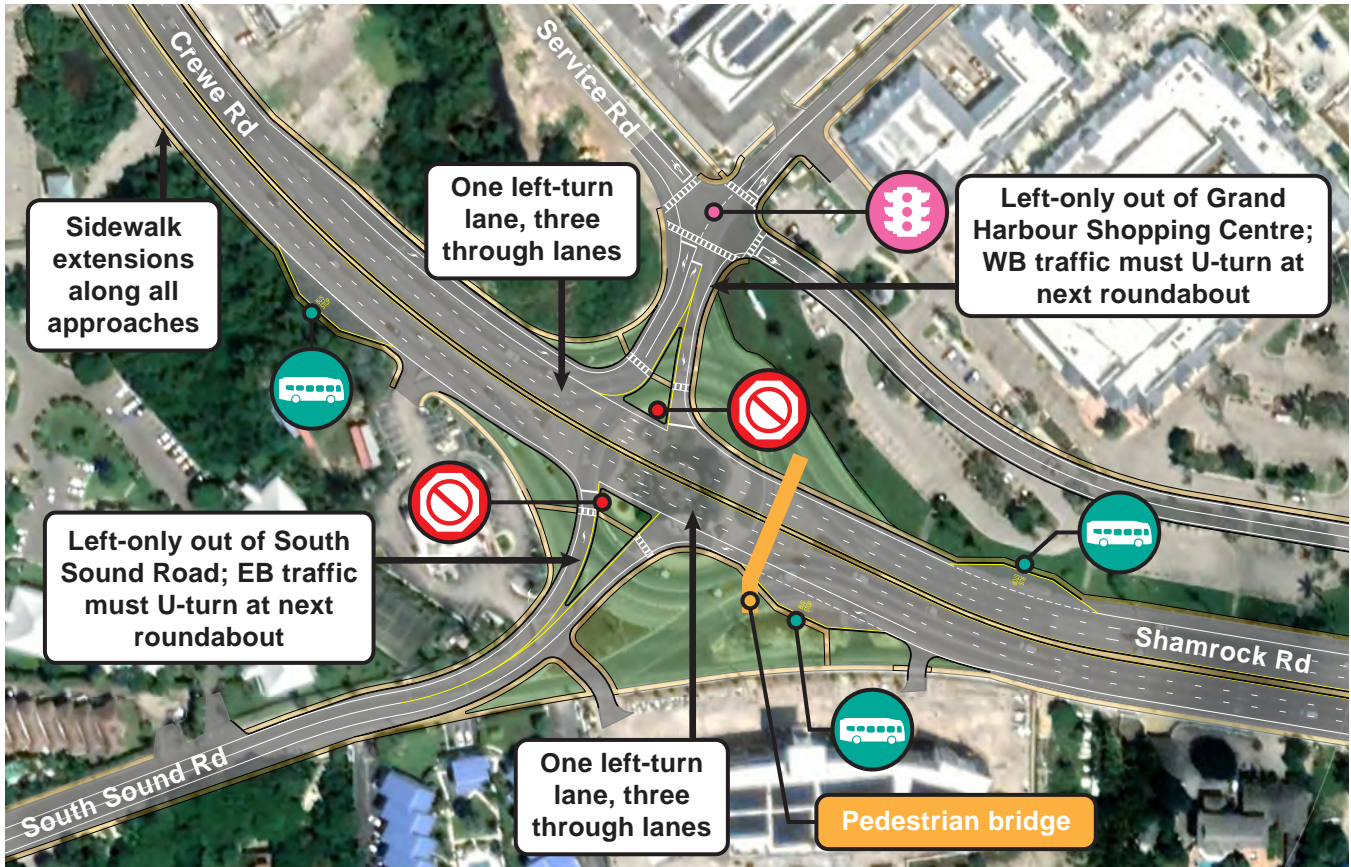 Crewe Rd
Service Rd
Sidewalk
extensions
along all
approaches
One left-turn
lane, three
through lanes
Left-only out of Grand
Harbour Shopping Centre;
WB traffic must U-turn at
next roundabout
Left-only out of South
Sound Road; EB traffic
must U-turn at next
roundabout
Shamrock Rd
South Sound Rd
One left-turn
lane, three
through lanes
Pedestrian bridge